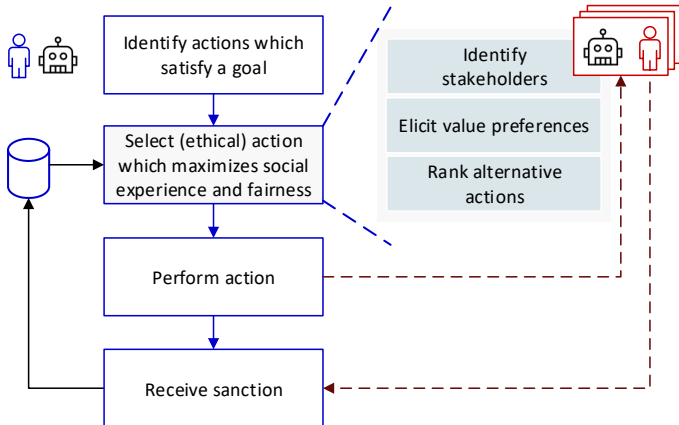 Identify actions which
satisfy a goal
Select (ethical) action
which maximizes social
experience and fairness
Perform action
Receive sanction
Identify
stakeholders
Elicit value preferences
Rank alternative
actions